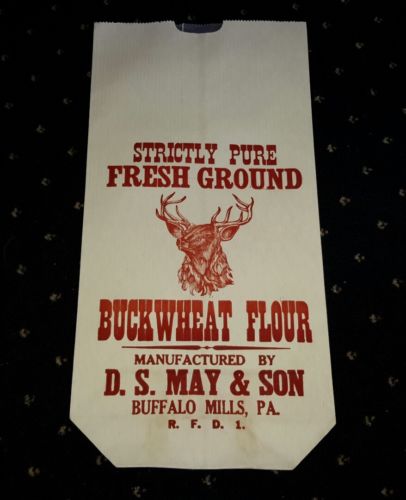 STRICTLY PURE
FRESH GROUND
BUCKWHEAT FLOUR
MANUFACTURED BY
D. S. MAY & SON
BUFFALO MILLS, PA.
R. F. D. 1.